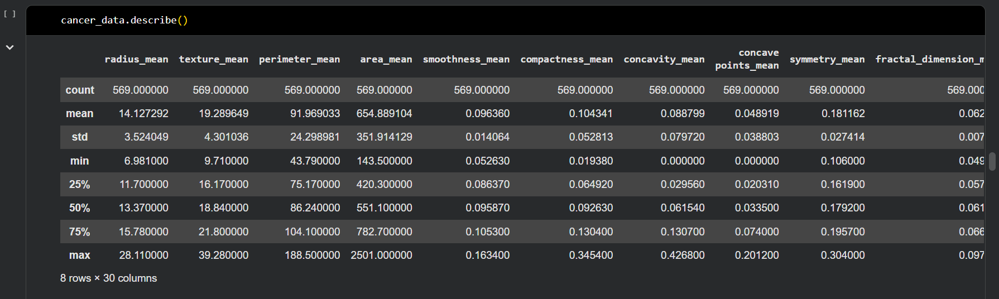 [ ]
cancer_data.describe()
radius_mean texture_mean perimeter_mean area_mean smoothness_mean compactness_mean concavity_mean concave points_mean symmetry_mean fractal_dimension_m
count 569.000000 569.000000 569.000000 569.000000 569.000000 569.000000 569.000000 569.000000 569.000000 569.000
mean 14.127292 19.289649 91.969033 654.889104 0.096360 0.104341 0.088799 0.048919 0.181162 0.062
std 3.524049 4.301036 24.298981 351.914129 0.014064 0.052813 0.079720 0.038803 0.027414 0.007
min 6.981000 9.710000 43.790000 143.500000 0.052630 0.019380 0.000000 0.000000 0.106000 0.049
25% 11.700000 16.170000 75.170000 420.300000 0.086370 0.064920 0.029560 0.020310 0.161900 0.057
50% 13.370000 18.840000 86.240000 551.100000 0.095870 0.092630 0.061540 0.033500 0.179200 0.061
75% 15.780000 21.800000 104.100000 782.700000 0.105300 0.130400 0.130700 0.074000 0.195700 0.066
max 28.110000 39.280000 188.500000 2501.000000 0.163400 0.345400 0.426800 0.201200 0.304000 0.097
8 rows × 30 columns